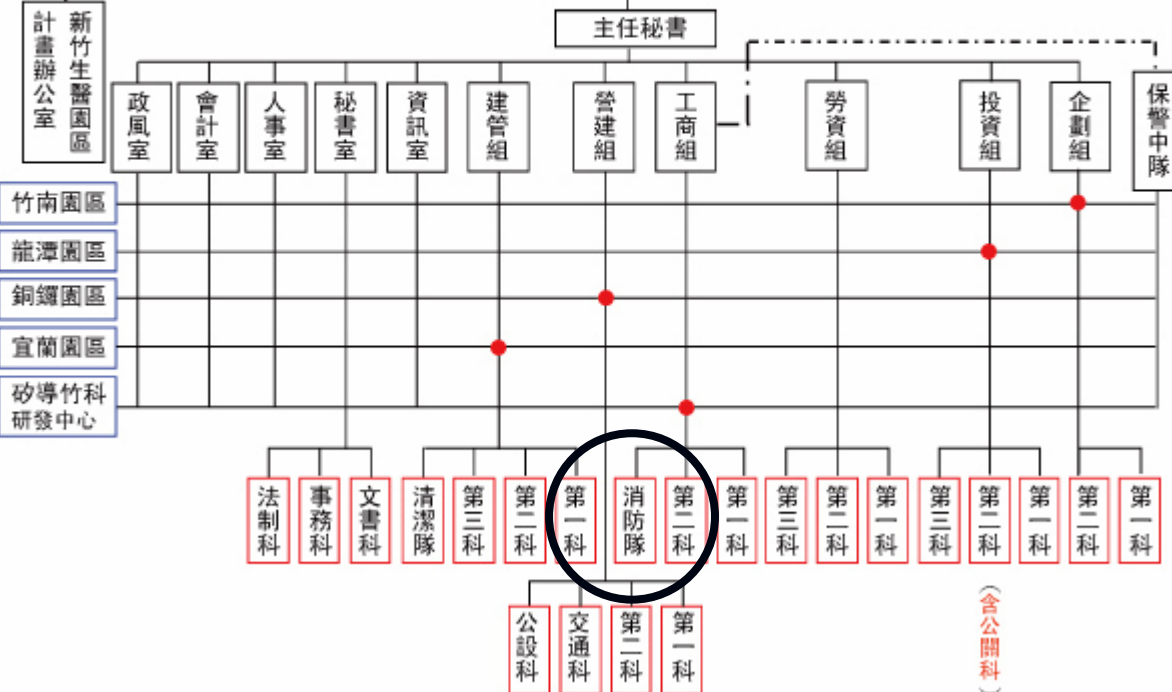 新竹生醫園區
計畫辦公室
主任秘書
政風室
會計室
人事室
秘書室
資訊室
建管組
營建組
工商組
勞資組
投資組
企劃組
保警中隊
竹南園區
龍潭園區
銅鑼園區
宜蘭園區
矽導竹科
研發中心
法制科
事務科
文書科
清潔隊
第三科
第二科
第一科
消防隊
第二科
第一科
第三科
第二科
第一科
第三科
第二科
第一科
第二科
第一科
公設科
交通科
第二科
第一科
（含公關科）